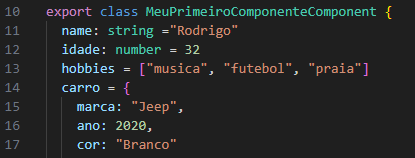 10 export class MeuPrimeiroComponenteComponent {
11 name: string ="Rodrigo"
12 idade: number = 32
13 hobbies = ["musica", "futebol", "praia"]
14 carro = {
15 marca: "Jeep",
16 ano: 2020,
17 cor: "Branco"